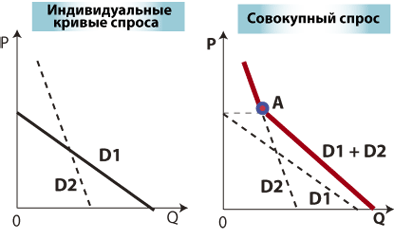 Индивидуальные
кривые спроса
P
D1
D2
0
Q
Совокупный спрос
P
A
D1 + D2
D2
D1
0
Q